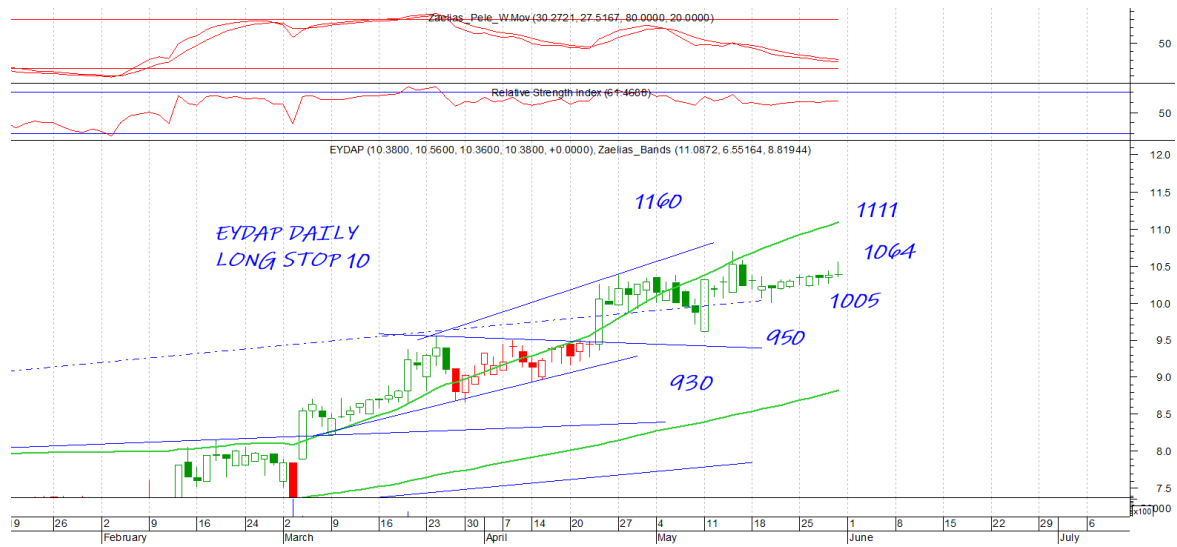 Zaelias_Pele_W.Mov (30.2721, 27.5167, 80.0000, 20.0000)
50
Relative Strength Index (61.4608)
50
EYDAP (10.3800, 10.5600, 10.3600, 10.3800, +0.0000), Zaelias_Bands (11.0872, 6.55164, 8.81944)
12.0
11.5
1160
1111
11.0
EYDAP DAILY
LONG STOP 10
1064
10.5
1005
10.0
950
9.5
930
9.0
8.5
8.0
7.5
x100
19 26 2 9 16 24 2 9 16 23 30 7 14 20 27 4 11 18 25 1 8 15 22 29 6
February March April May June July